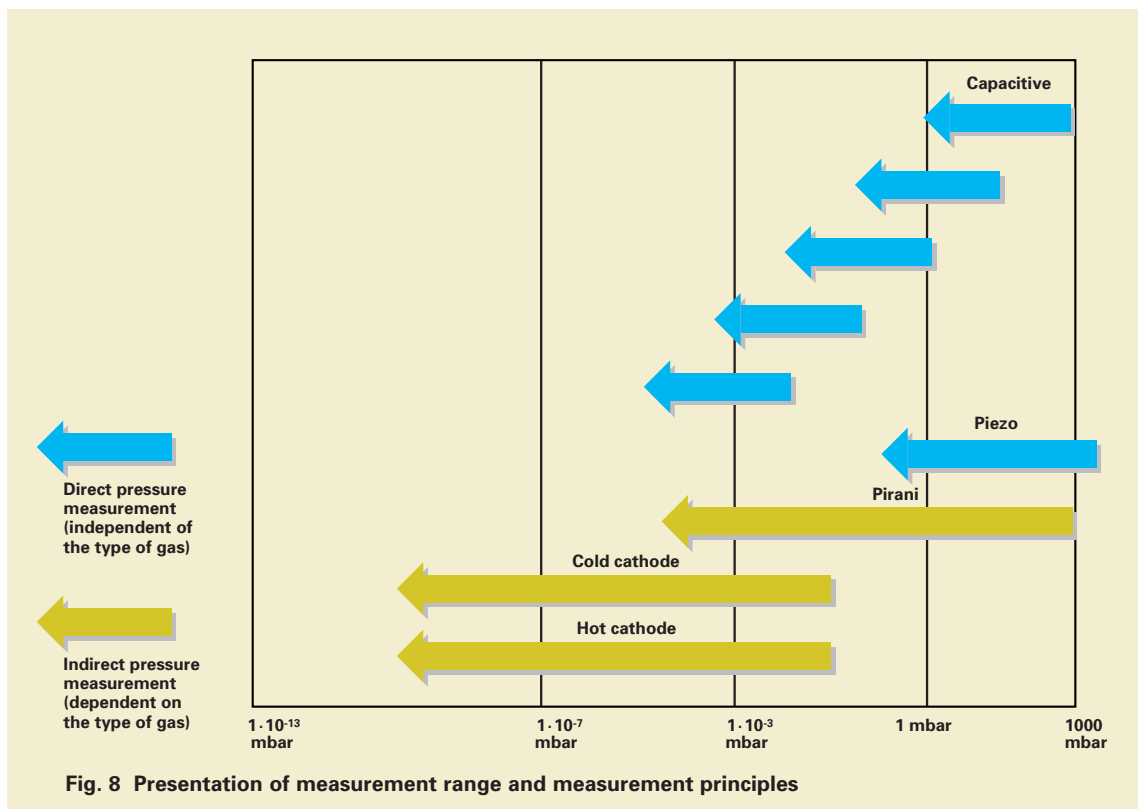 Capacitive
Piezo
Pirani
Cold cathode
Hot cathode
Direct pressure
measurement
(independent of
the type of gas)
Indirect pressure
measurement
(dependent on
the type of gas)
1·10⁻¹³
mbar
1·10⁻⁷
mbar
1·10⁻³
mbar
1 mbar
1000
mbar
Fig. 8 Presentation of measurement range and measurement principles